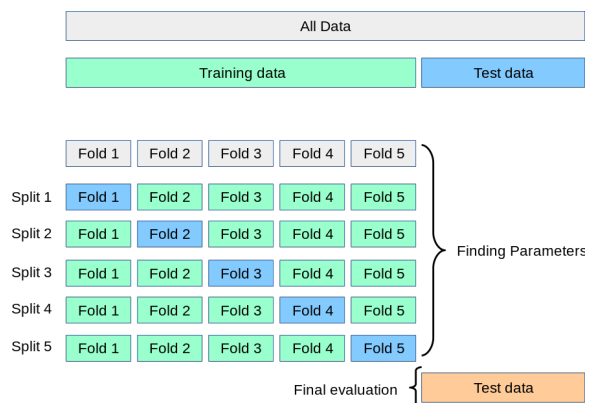 All Data
Training data Test data
Fold 1 Fold 2 Fold 3 Fold 4 Fold 5
Split 1 Fold 1 Fold 2 Fold 3 Fold 4 Fold 5
Split 2 Fold 1 Fold 2 Fold 3 Fold 4 Fold 5
Finding Parameters
Split 3 Fold 1 Fold 2 Fold 3 Fold 4 Fold 5
Split 4 Fold 1 Fold 2 Fold 3 Fold 4 Fold 5
Split 5 Fold 1 Fold 2 Fold 3 Fold 4 Fold 5
Final evaluation Test data